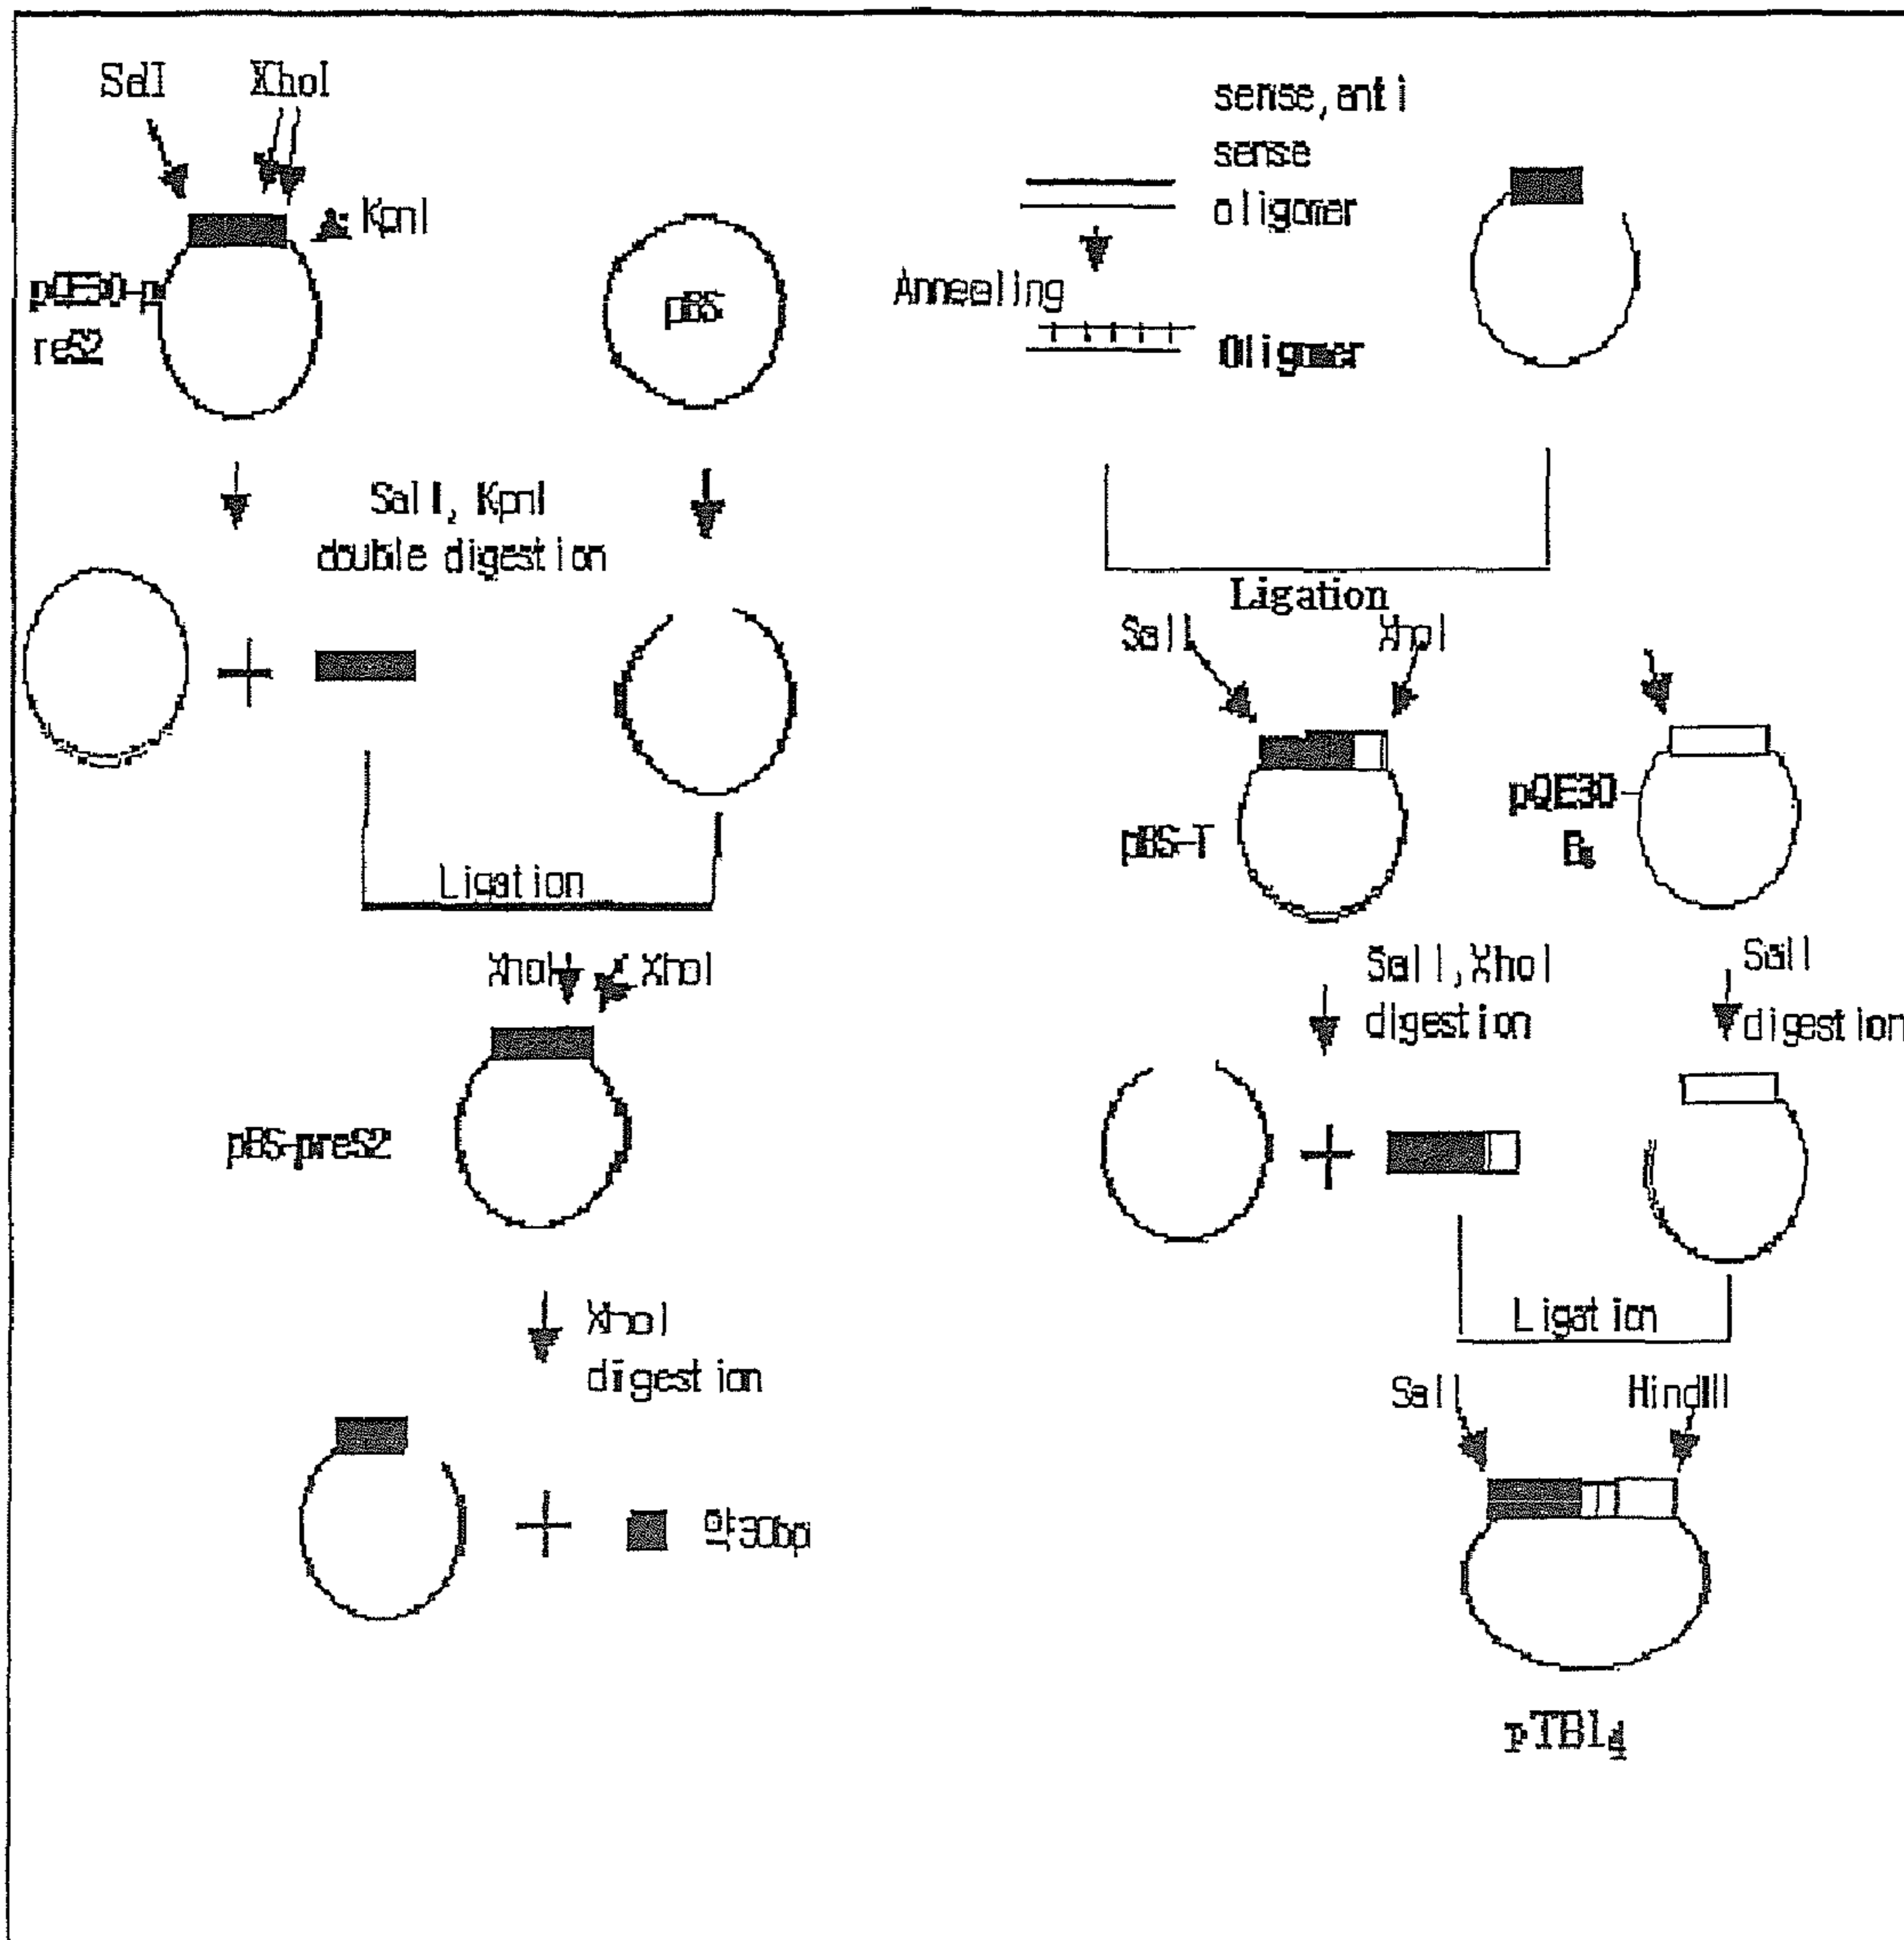 SalI XhoI
KpnI
pQE30-p
reS2
pBS
SalI, KpnI
double digestion
Ligation
XhoI XhoI
pBS-preS2
XhoI
digestion
약30bp
sense, anti
sense
oligomer
Annealing
Oligmer
Ligation
SalI XhoI
pBS-T
pQE30-
SalI, XhoI
digestion
SalI
digestion
Ligation
SalI HindIII